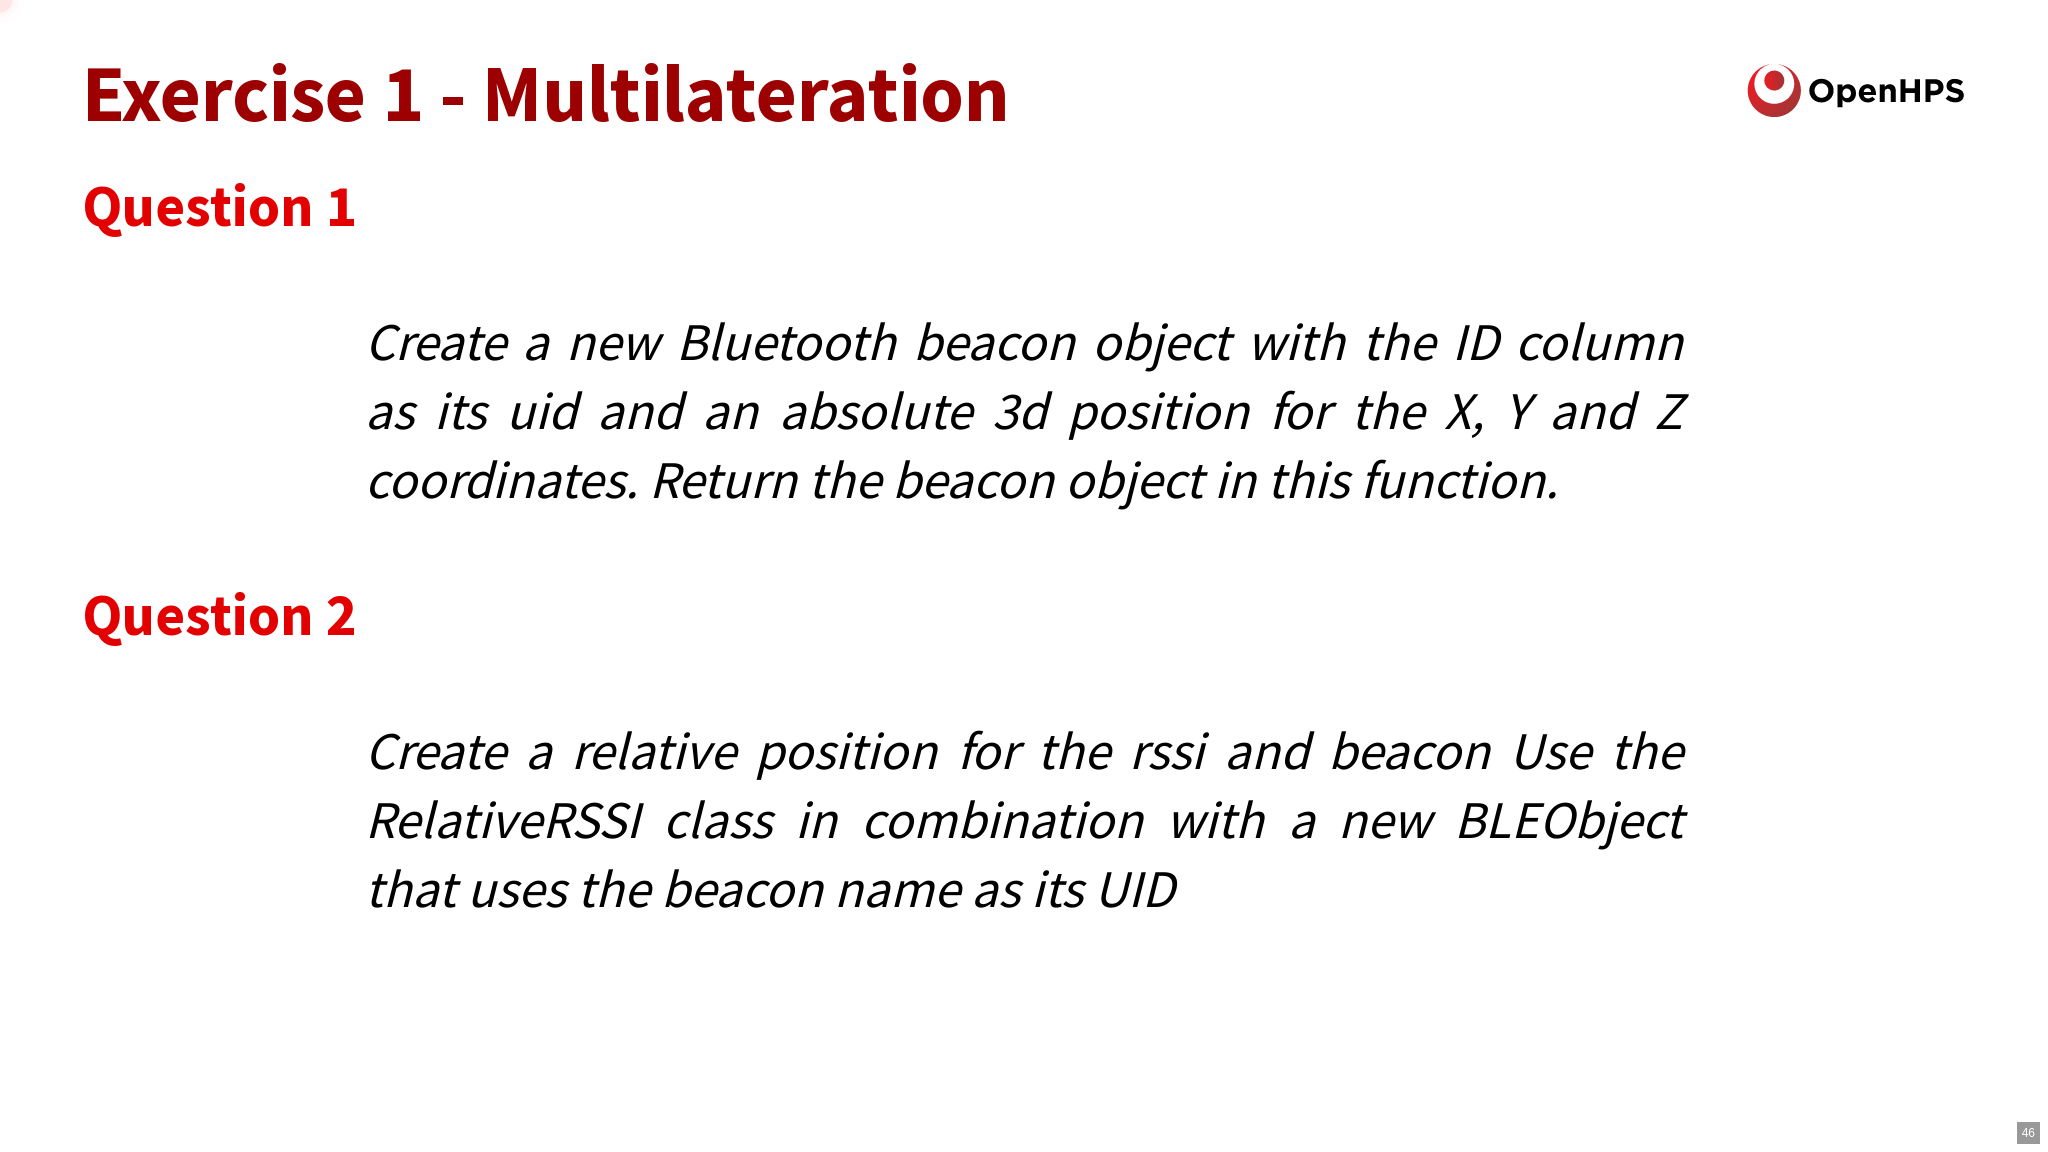 Exercise 1 - Multilateration
OpenHPS
Question 1
Create a new Bluetooth beacon object with the ID column
as its uid and an absolute 3d position for the X, Y and Z
coordinates. Return the beacon object in this function.
Question 2
Create a relative position for the rssi and beacon Use the
RelativeRSSI class in combination with a new BLEObject
that uses the beacon name as its UID
46